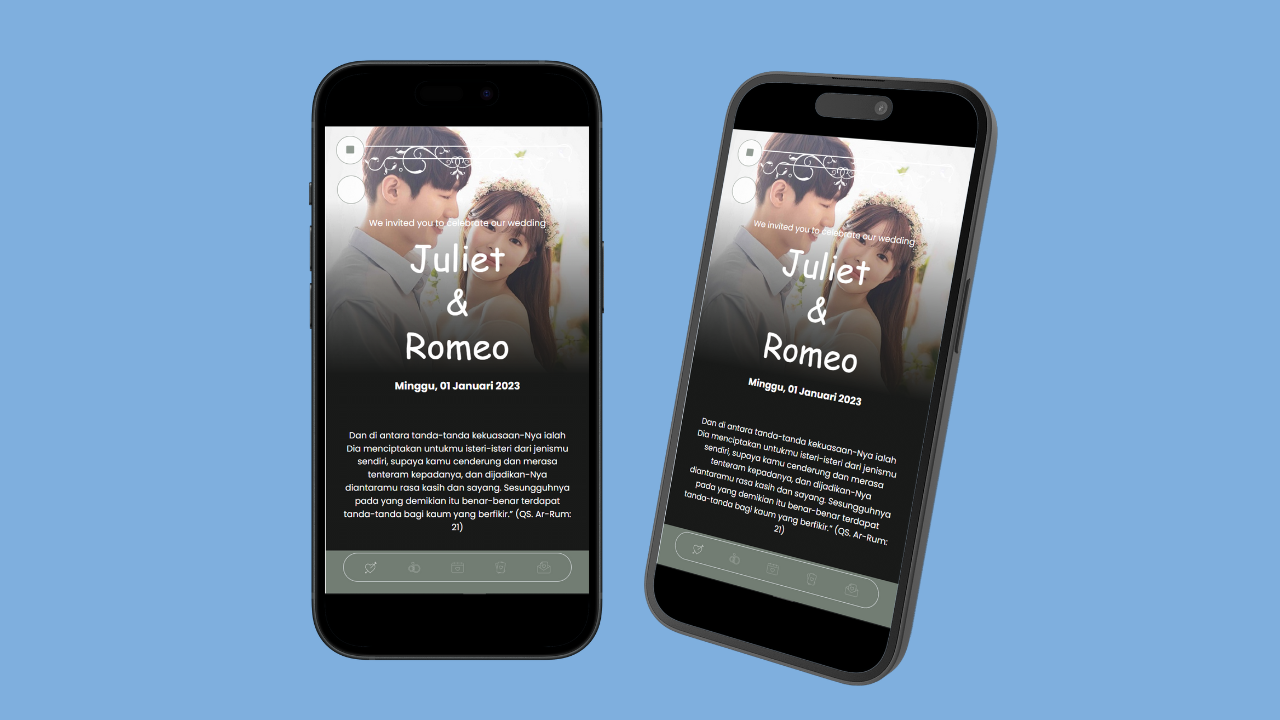 We invited you to celebrate our wedding
Juliet
&
Romeo
Minggu, 01 Januari 2023
Dan di antara tanda-tanda kekuasaan-Nya ialah
Dia menciptakan untukmu isteri-isteri dari jenismu
sendiri, supaya kamu cenderung dan merasa
tenteram kepadanya, dan dijadikan-Nya
diantaramu rasa kasih dan sayang. Sesungguhnya
pada yang demikian itu benar-benar terdapat
tanda-tanda bagi kaum yang berfikir.” (QS. Ar-Rum:
21)
We invited you to celebrate our wedding
Juliet
&
Romeo
Minggu, 01 Januari 2023
Dan di antara tanda-tanda kekuasaan-Nya ialah
Dia menciptakan untukmu isteri-isteri dari jenismu
sendiri, supaya kamu cenderung dan merasa
tenteram kepadanya, dan dijadikan-Nya
diantaramu rasa kasih dan sayang. Sesungguhnya
pada yang demikian itu benar-benar terdapat
tanda-tanda bagi kaum yang berfikir.” (QS. Ar-Rum:
21)